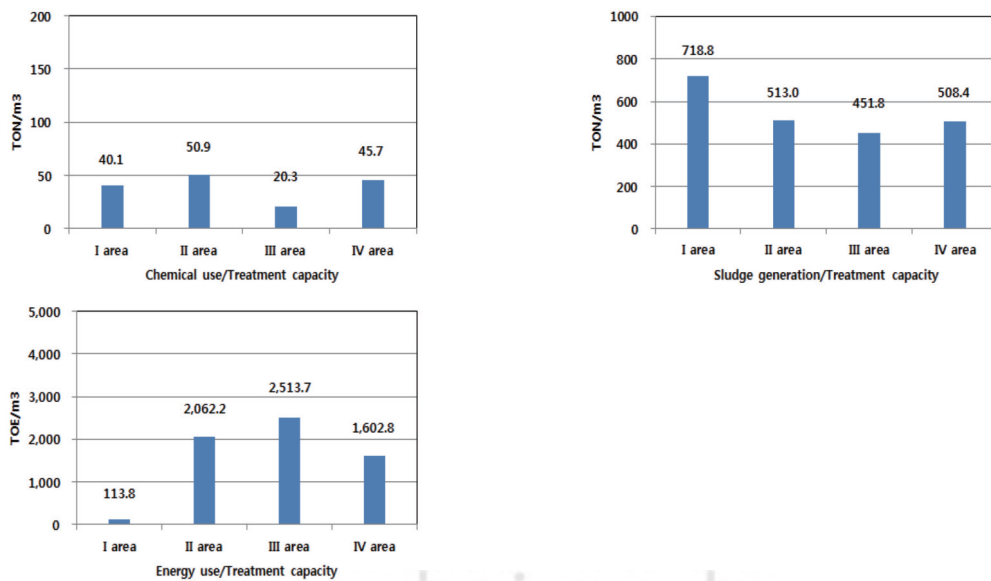 200
150
100
50
0
TON/m3
40.1
50.9
20.3
45.7
I area
II area
III area
IV area
Chemical use/Treatment capacity
1000
800
600
400
200
0
TON/m3
718.8
513.0
451.8
508.4
I area
II area
III area
IV area
Sludge generation/Treatment capacity
5,000
4,000
3,000
2,000
1,000
0
TOE/m3
113.8
2,062.2
2,513.7
1,602.8
I area
II area
III area
IV area
Energy use/Treatment capacity